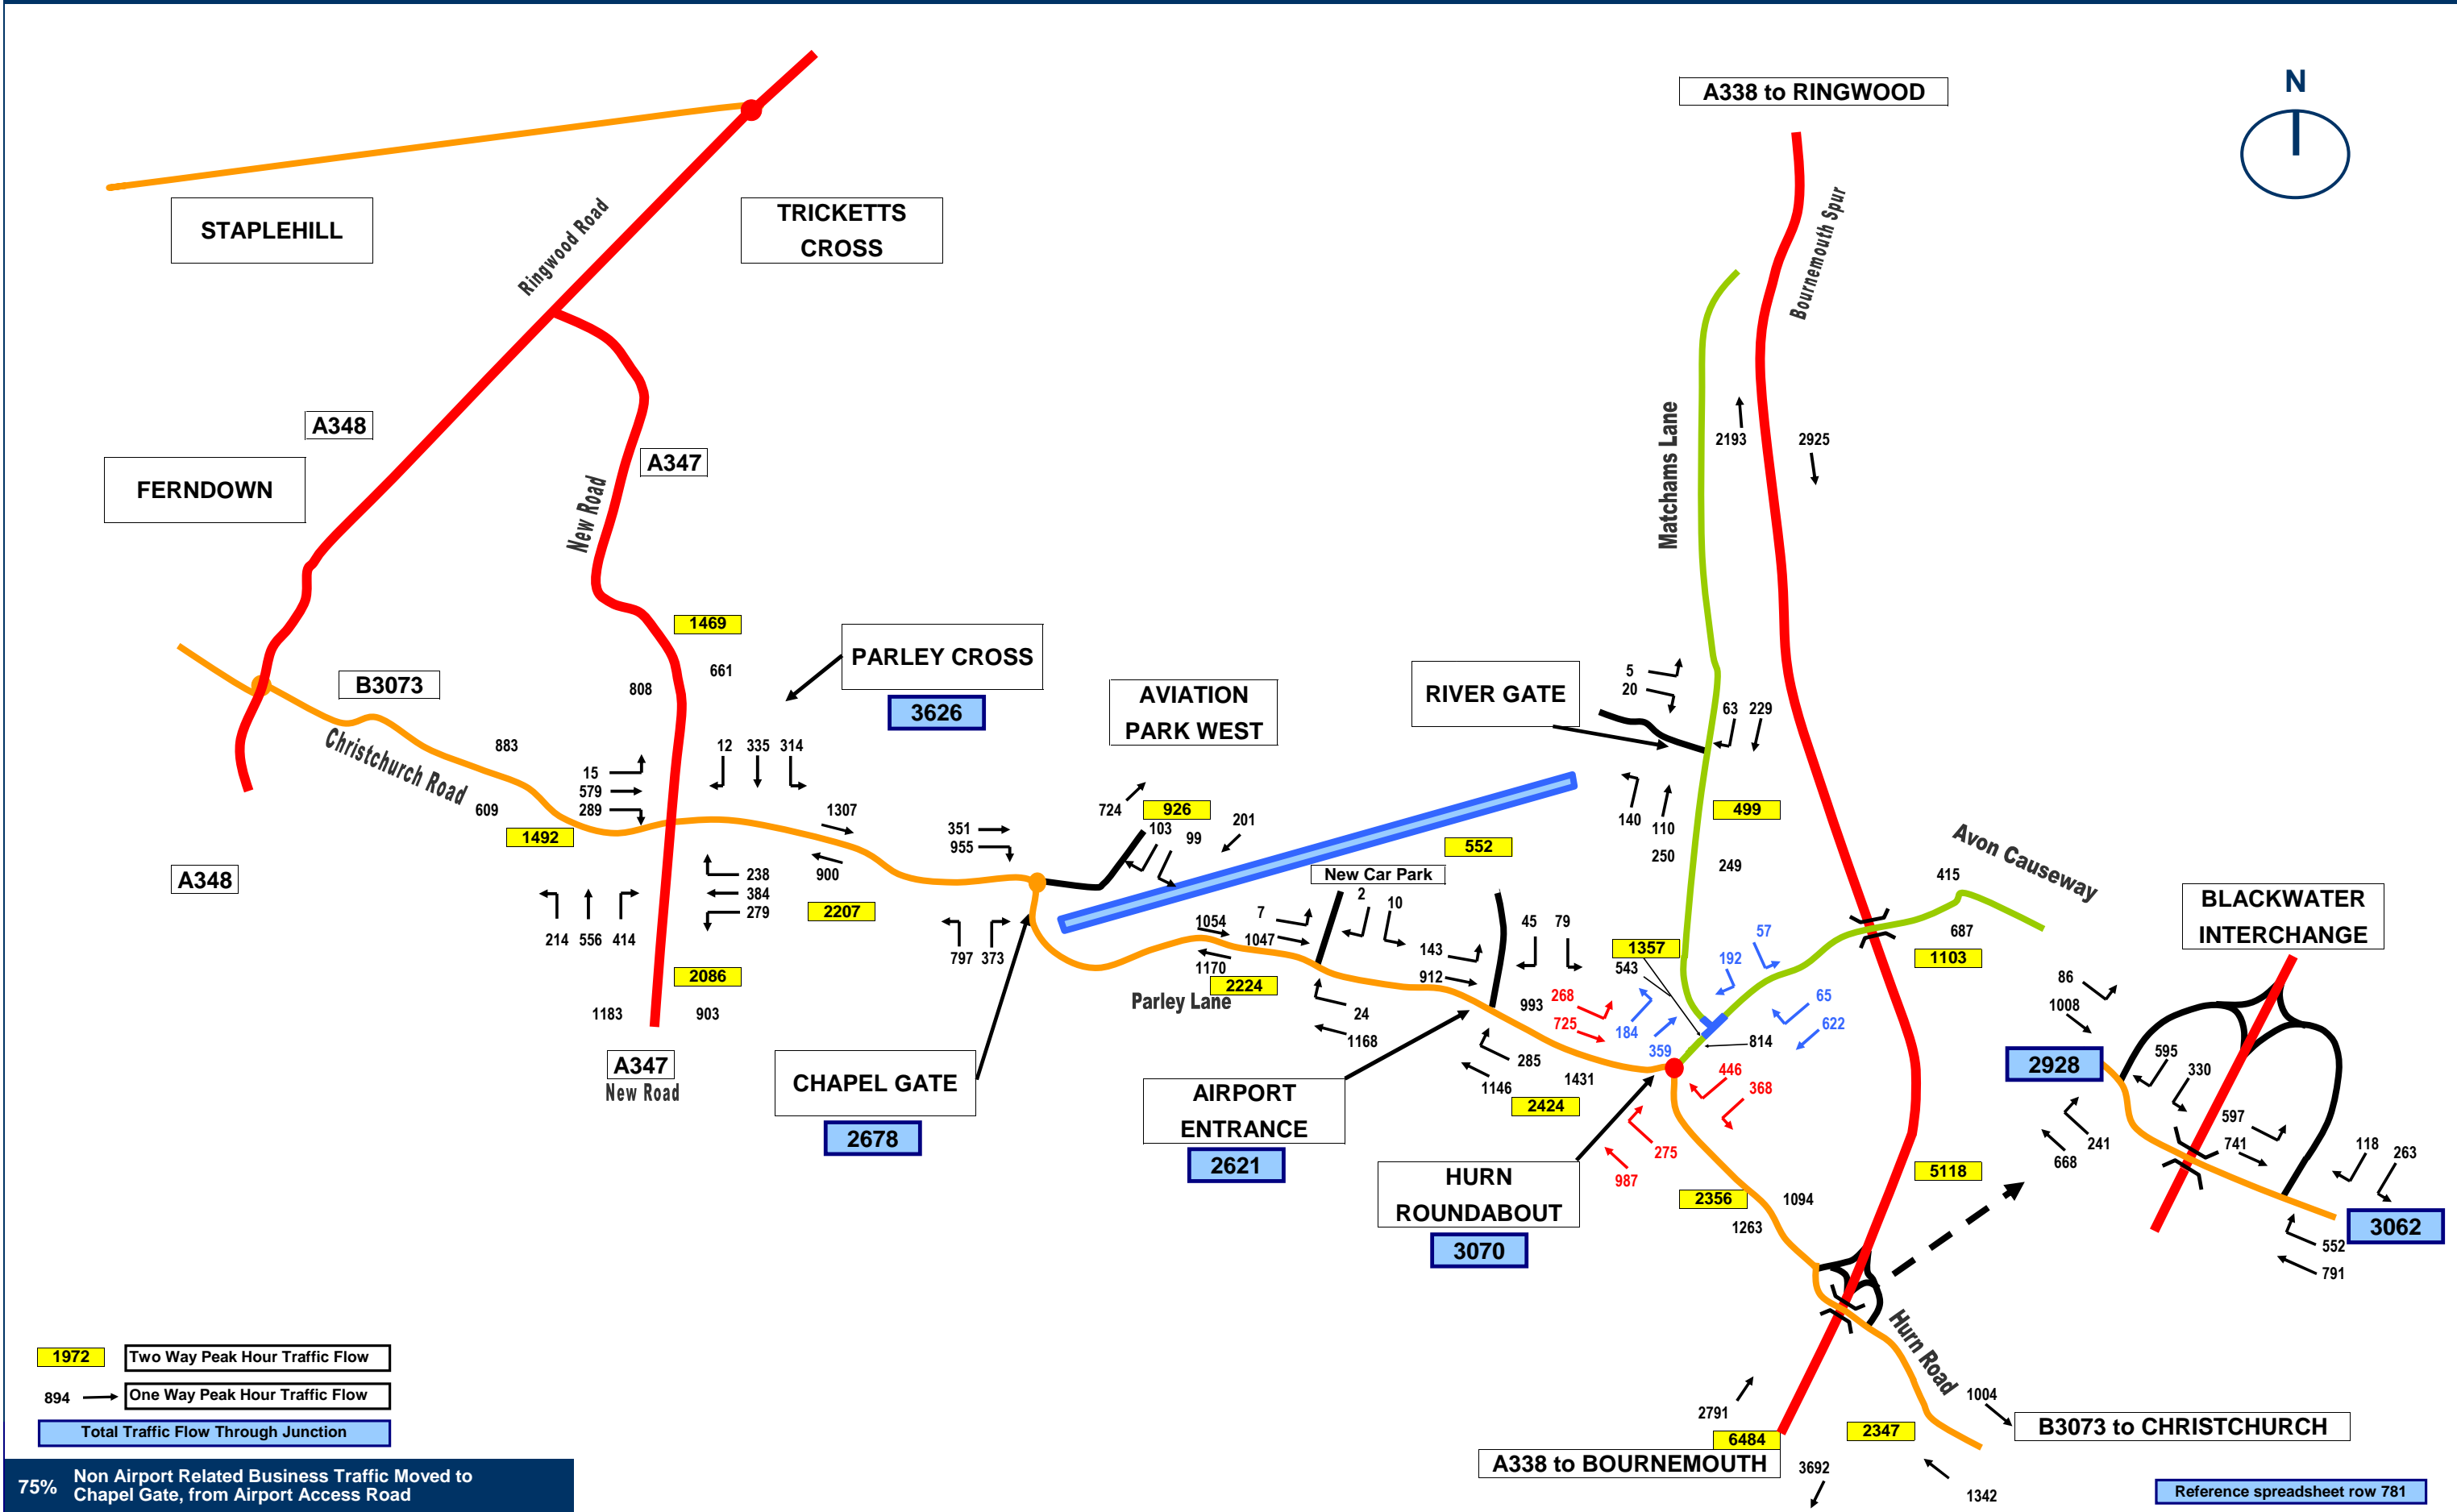 A338 to RINGWOOD
N
STAPLEHILL
TRICKETTS
CROSS
Ringwood Road
Bournemouth Spur
A348
A347
FERNDOWN
New Road
Matchams Lane
2193
2925
1469
661
808
PARLEY CROSS
3626
B3073
Christchurch Road
883
609
1492
15
579
289
12
335
314
1307
900
2207
238
384
279
214
556
414
2086
1183
903
A347
New Road
A348
AVIATION
PARK WEST
724
926
103
99
201
351
955
797
373
CHAPEL GATE
2678
1054
1047
1170
2224
Parley Lane
7
New Car Park
2
10
552
24
1168
143
912
45
79
993
285
1146
1431
2424
AIRPORT
ENTRANCE
2621
RIVER GATE
5
20
63
229
140
110
499
250
249
1357
543
192
57
268
725
184
359
65
622
814
446
368
275
987
HURN
ROUNDABOUT
3070
Avon Causeway
415
687
1103
BLACKWATER
INTERCHANGE
86
1008
2928
595
330
597
741
241
668
118
263
3062
552
791
5118
2356
1094
1263
Hurn Road
1004
B3073 to CHRISTCHURCH
2347
1342
2791
6484
A338 to BOURNEMOUTH
3692
1972 Two Way Peak Hour Traffic Flow
894 One Way Peak Hour Traffic Flow
Total Traffic Flow Through Junction
75% Non Airport Related Business Traffic Moved to
Chapel Gate, from Airport Access Road
Reference spreadsheet row 781